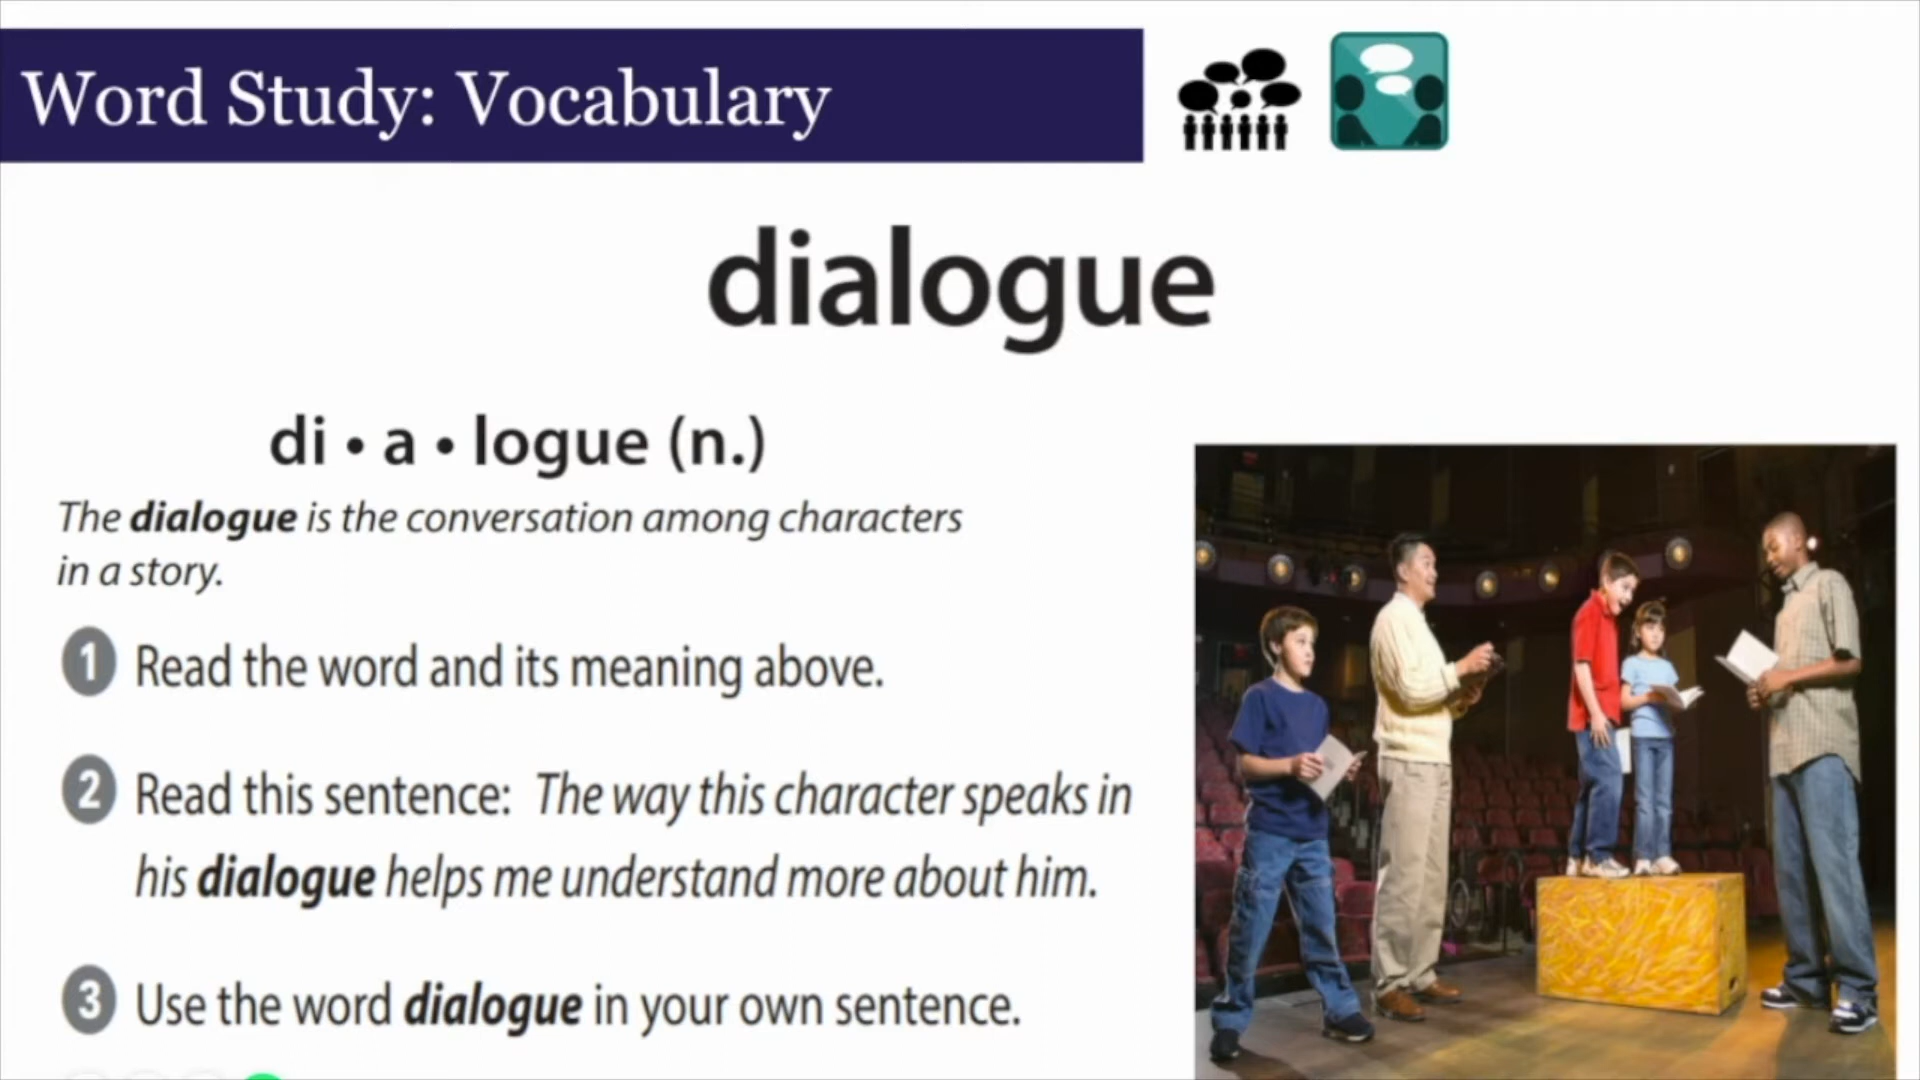 Word Study: Vocabulary
dialogue
di • a • logue (n.)
The dialogue is the conversation among characters
in a story.
1 Read the word and its meaning above.
2 Read this sentence: The way this character speaks in
his dialogue helps me understand more about him.
3 Use the word dialogue in your own sentence.